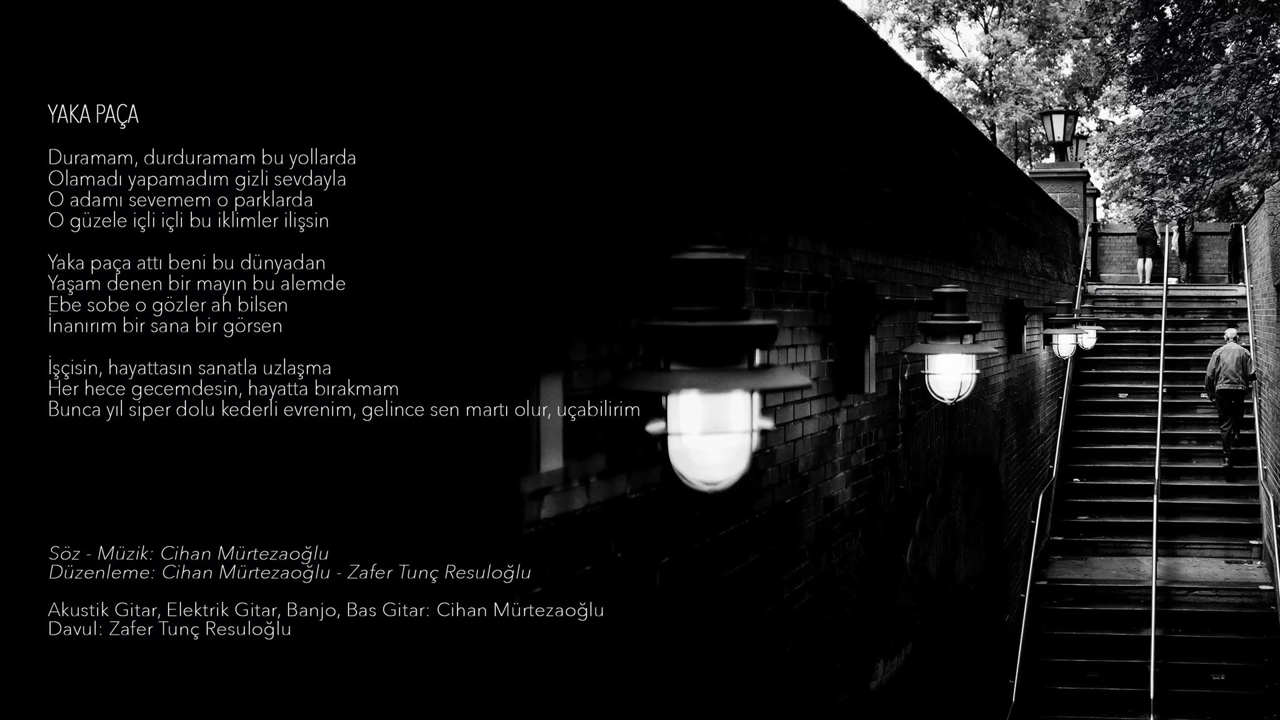 YAKA PAÇA
Duramam, durduramam bu yollarda
Olamadı yapamadım gizli sevdayla
O adamı sevemem o parklarda
O güzele içli içli bu iklimler ilişsin
Yaka paça attı beni bu dünyadan
Yaşam denen bir mayın bu alemde
Ebe sobe o gözler ah bilsen
İnanırım bir sana bir görsen
İşçisin, hayattasın sanatla uzlaşma
Her hece gecemdesin, hayatta bırakmam
Bunca yıl siper dolu kederli evrenim, gelince sen martı olur, uçabilirim
Söz - Müzik: Cihan Mürtezaoğlu
Düzenleme: Cihan Mürtezaoğlu - Zafer Tunç Resuloğlu
Akustik Gitar, Elektrik Gitar, Banjo, Bas Gitar: Cihan Mürtezaoğlu
Davul: Zafer Tunç Resuloğlu